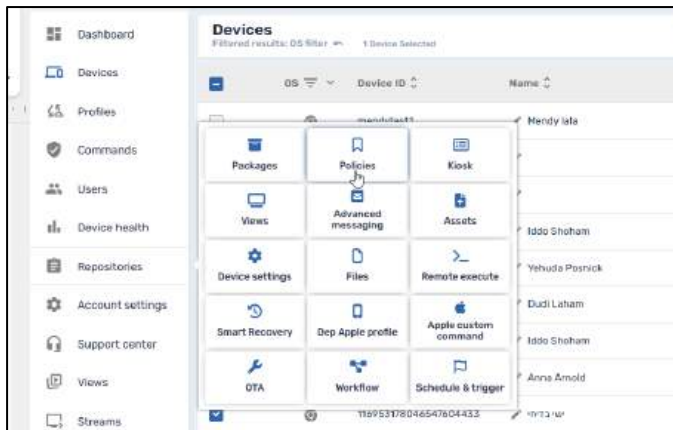 Dashboard
Devices
Profiles
Commands
Users
Device health
Repositories
Account settings
Support center
Views
Streams
Devices
Filtered results: OS filter
1 Device Selected
OS
Device ID
Name
Mendy lala
Iddo Shoham
Yehuda Posnick
Dudi Laham
Iddo Shoham
Anna Arnold
Packages
Policies
Kiosk
Views
Advanced
messaging
Assets
Device settings
Files
Remote execute
Smart Recovery
Dep Apple profile
Apple custom
command
OTA
Workflow
Schedule & trigger